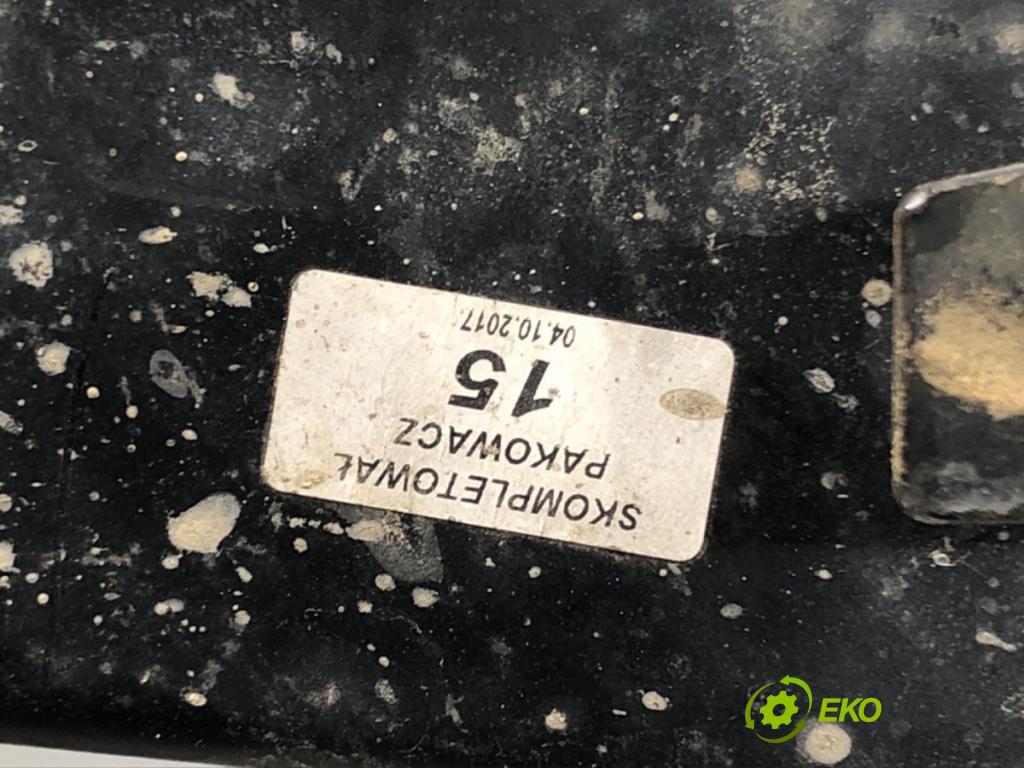 SKOMPLETOWAŁ
PAKOWACZ
15
04.10.2017
EKO